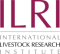 ILRI
INTERNATIONAL
LIVESTOCK RESEARCH
INSTITUTE